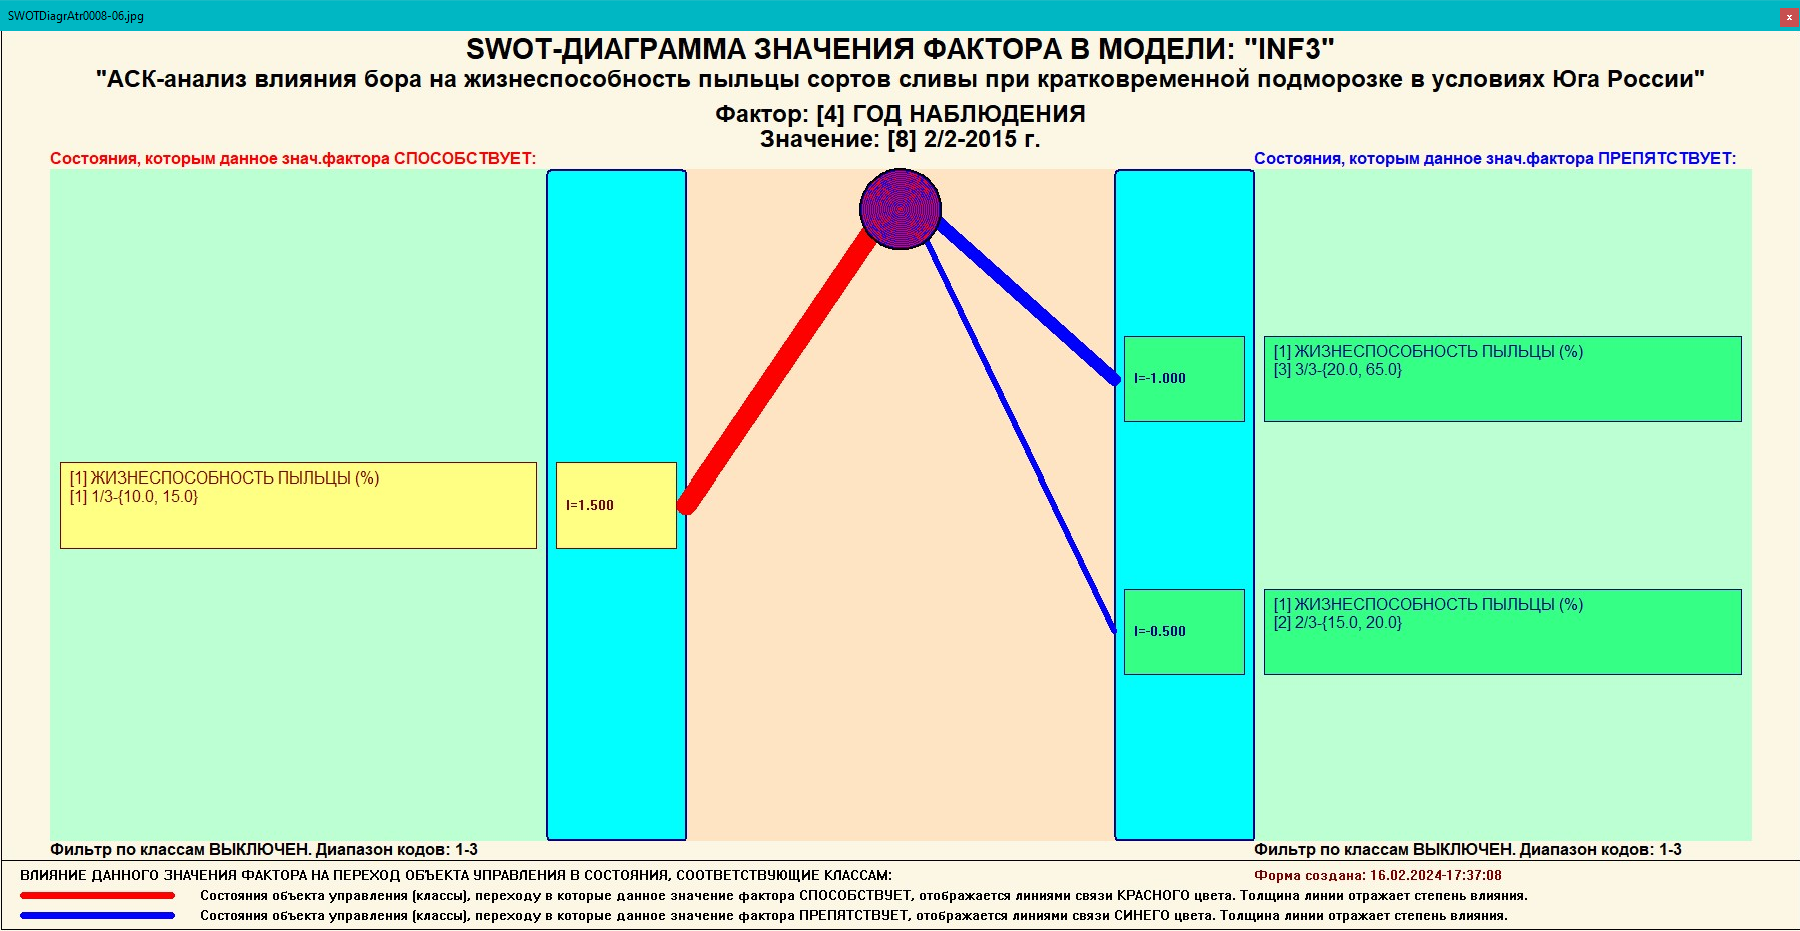 SWOTDiagrAtr0008-06.jpg
x
SWOT-ДИАГРАММА ЗНАЧЕНИЯ ФАКТОРА В МОДЕЛИ: "INF3"
"АСК-анализ влияния бора на жизнеспособность пыльцы сортов сливы при кратковременной подморозке в условиях Юга России"
Фактор: [4] ГОД НАБЛЮДЕНИЯ
Значение: [8] 2/2-2015 г.
Состояния, которым данное знач.фактора СПОСОБСТВУЕТ:
Состояния, которым данное знач.фактора ПРЕПЯТСТВУЕТ:
I=-1.000
[1] ЖИЗНЕСПОСОБНОСТЬ ПЫЛЬЦЫ (%)
[3] 3/3-{20.0, 65.0}
[1] ЖИЗНЕСПОСОБНОСТЬ ПЫЛЬЦЫ (%)
[1] 1/3-{10.0, 15.0}
I=1.500
I=-0.500
[1] ЖИЗНЕСПОСОБНОСТЬ ПЫЛЬЦЫ (%)
[2] 2/3-{15.0, 20.0}
Фильтр по классам ВЫКЛЮЧЕН. Диапазон кодов: 1-3
Фильтр по классам ВЫКЛЮЧЕН. Диапазон кодов: 1-3
ВЛИЯНИЕ ДАННОГО ЗНАЧЕНИЯ ФАКТОРА НА ПЕРЕХОД ОБЪЕКТА УПРАВЛЕНИЯ В СОСТОЯНИЯ, СООТВЕТСТВУЮЩИЕ КЛАССАМ:
Форма создана: 16.02.2024-17:37:08
Состояния объекта управления (классы), переходу в которые данное значение фактора СПОСОБСТВУЕТ, отображается линиями связи КРАСНОГО цвета. Толщина линии отражает степень влияния.
Состояния объекта управления (классы), переходу в которые данное значение фактора ПРЕПЯТСТВУЕТ, отображается линиями связи СИНЕГО цвета. Толщина линии отражает степень влияния.